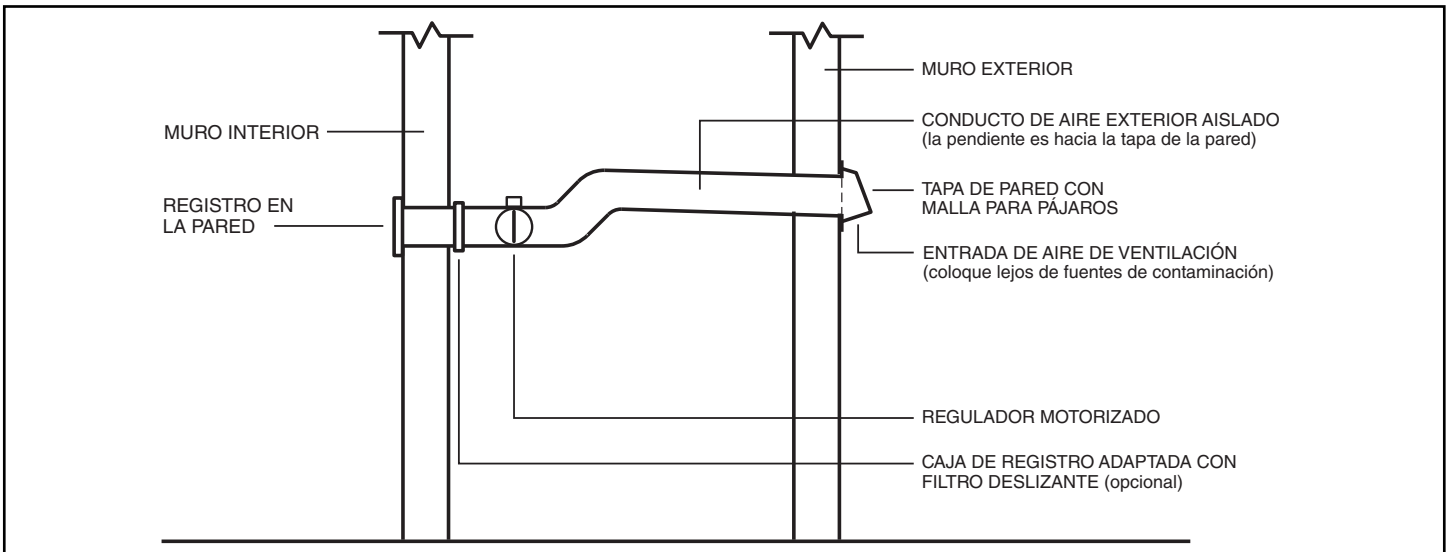 MURO INTERIOR
REGISTRO EN
LA PARED
MURO EXTERIOR
CONDUCTO DE AIRE EXTERIOR AISLADO
(la pendiente es hacia la tapa de la pared)
TAPA DE PARED CON
MALLA PARA PÁJAROS
ENTRADA DE AIRE DE VENTILACIÓN
(coloque lejos de fuentes de contaminación)
REGULADOR MOTORIZADO
CAJA DE REGISTRO ADAPTADA CON
FILTRO DESLIZANTE (opcional)